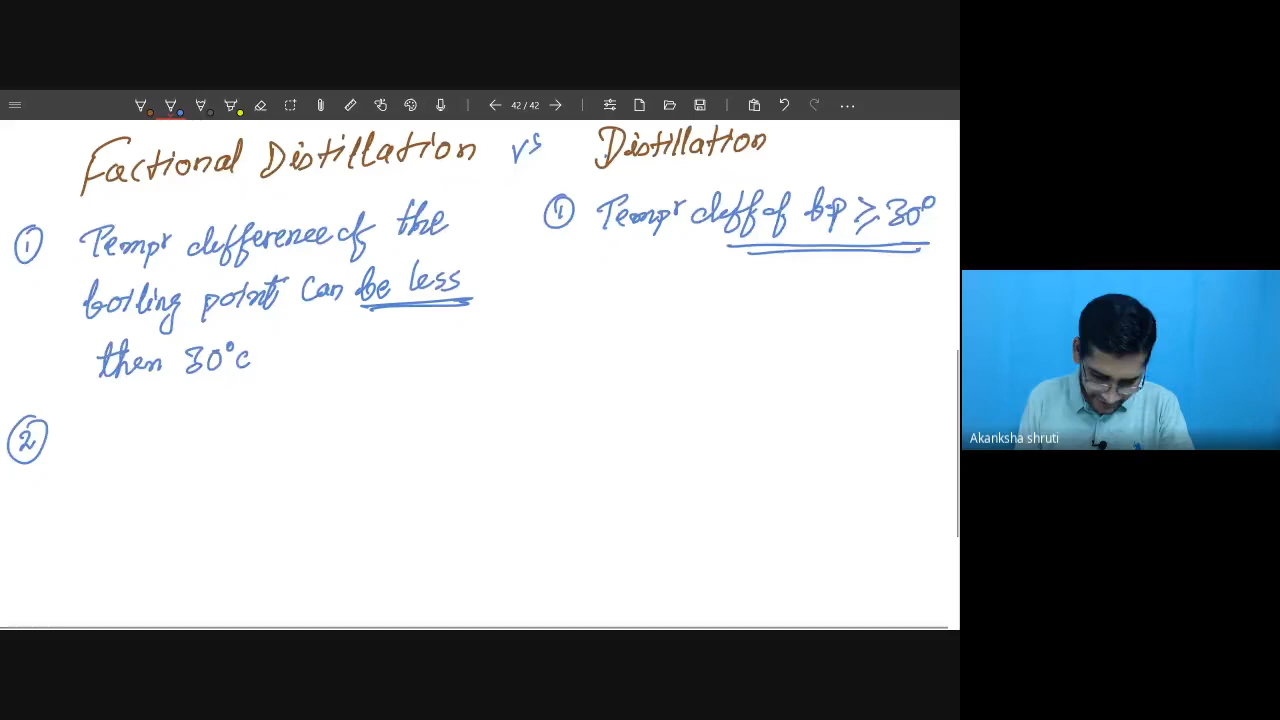 42 / 42
Factional Distillation vs Distillation
① Tempr difference of the
boiling point can be less
then 30°c
① Tempr diff of bp ≥ 30°
②
Akanksha shruti